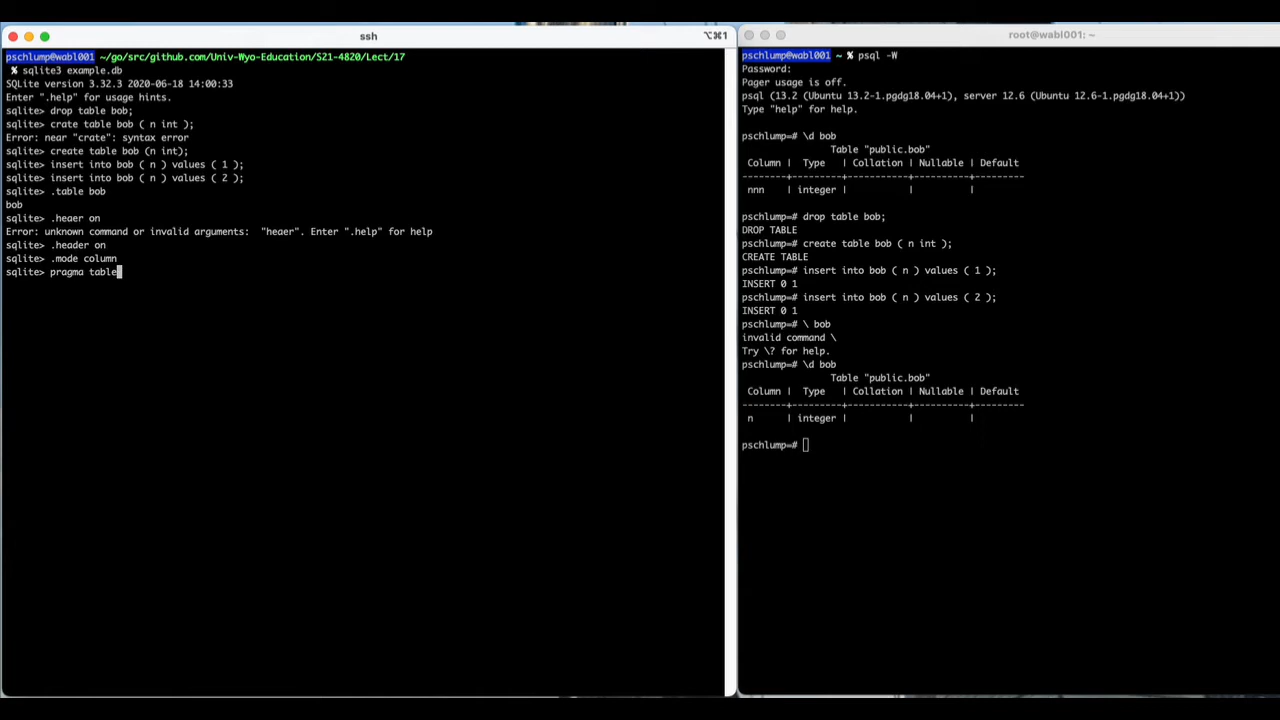 ssh
⌥⌘1
pschlump@wabl001 ~/go/src/github.com/Univ-Wyo-Education/S21-4820/Lect/17
% sqlite3 example.db
SQLite version 3.32.3 2020-06-18 14:00:33
Enter ".help" for usage hints.
sqlite> drop table bob;
sqlite> crate table bob ( n int );
Error: near "crate": syntax error
sqlite> create table bob (n int);
sqlite> insert into bob ( n ) values ( 1 );
sqlite> insert into bob ( n ) values ( 2 );
sqlite> .table bob
bob
sqlite> .heaer on
Error: unknown command or invalid arguments:  "heaer". Enter ".help" for help
sqlite> .header on
sqlite> .mode column
sqlite> pragma table
root@wabl001: ~
pschlump@wabl001 ~ % psql -W
Password:
Pager usage is off.
psql (13.2 (Ubuntu 13.2-1.pgdg18.04+1), server 12.6 (Ubuntu 12.6-1.pgdg18.04+1))
Type "help" for help.
pschlump=# \d bob
Table "public.bob"
Column | Type | Collation | Nullable | Default
--------+---------+-----------+----------+---------
nnn | integer | | |
pschlump=# drop table bob;
DROP TABLE
pschlump=# create table bob ( n int );
CREATE TABLE
pschlump=# insert into bob ( n ) values ( 1 );
INSERT 0 1
pschlump=# insert into bob ( n ) values ( 2 );
INSERT 0 1
pschlump=# \ bob
invalid command \
Try \? for help.
pschlump=# \d bob
Table "public.bob"
Column | Type | Collation | Nullable | Default
--------+---------+-----------+----------+---------
n | integer | | |
pschlump=#